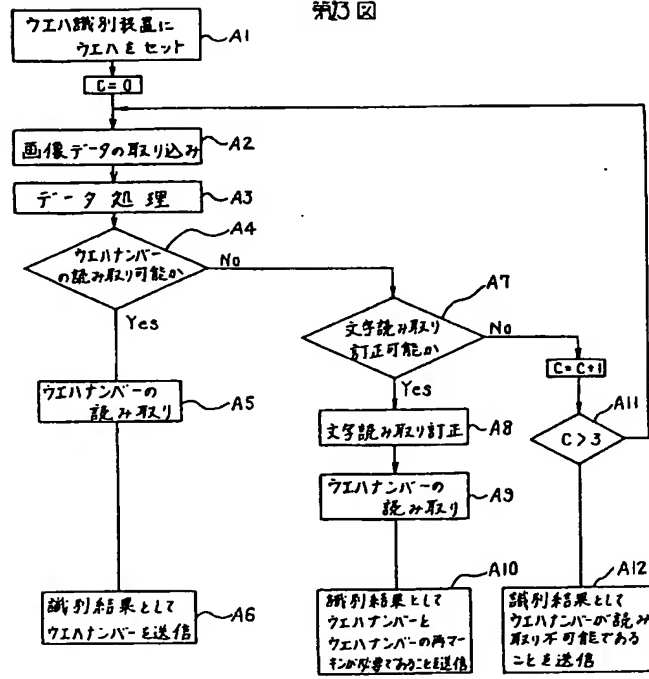 第23図
ウエハ識別装置に
ウエハをセット
A1
C=0
画像データの取り込み
A2
データ処理
A3
A4
ウエハナンバー
の読み取り可能か
No
Yes
A7
文字読み取り
訂正可能か
No
Yes
C=C+1
A11
C>3
ウエハナンバーの
読み取り
A5
文字読み取り訂正
A8
ウエハナンバーの
読み取り
A9
A10
A12
識別結果として
ウエハナンバーを送信
A6
識別結果として
ウエハナンバーと
ウエハナンバーの再マー
キンが必要であることを送信
識別結果として
ウエハナンバーが読み
取り不可能である
ことを送信